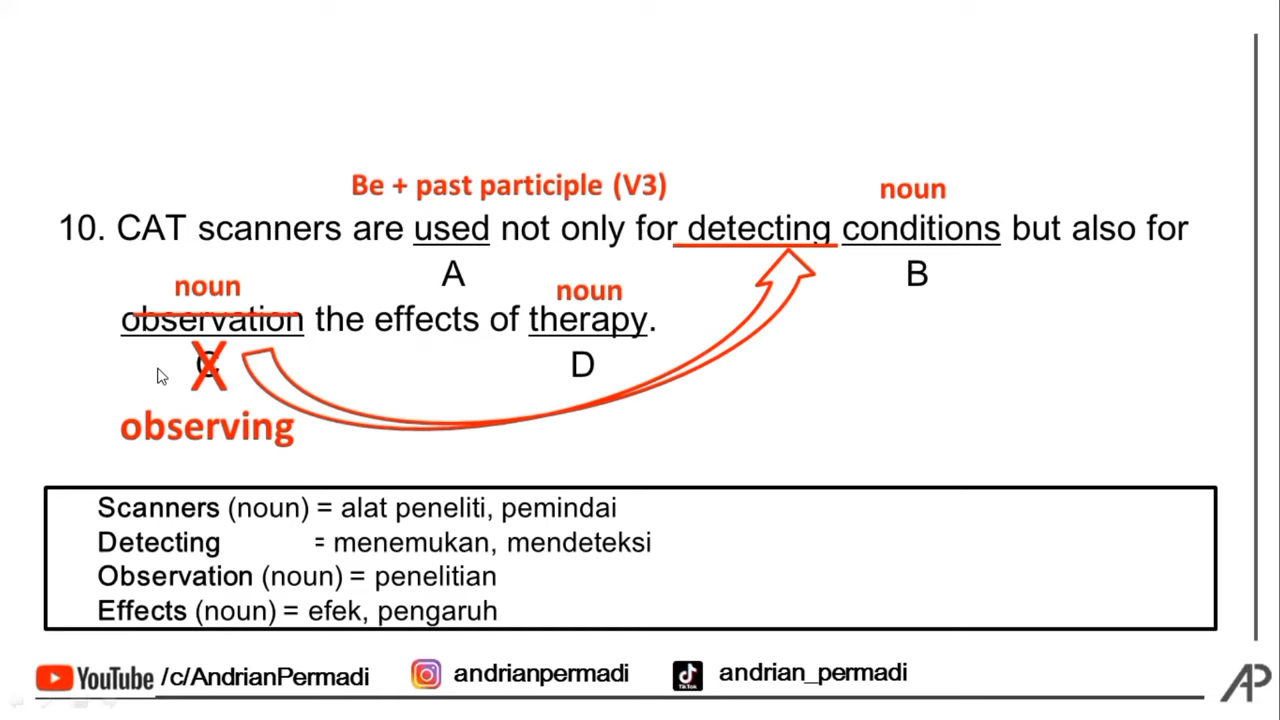 Be + past participle (V3) noun
10. CAT scanners are used not only for detecting conditions but also for
A B
noun noun
observation the effects of therapy.
C D
observing
Scanners (noun) = alat peneliti, pemindai
Detecting = menemukan, mendeteksi
Observation (noun) = penelitian
Effects (noun) = efek, pengaruh
YouTube /c/AndrianPermadi andrianpermadi TikTok andrian_permadi AP